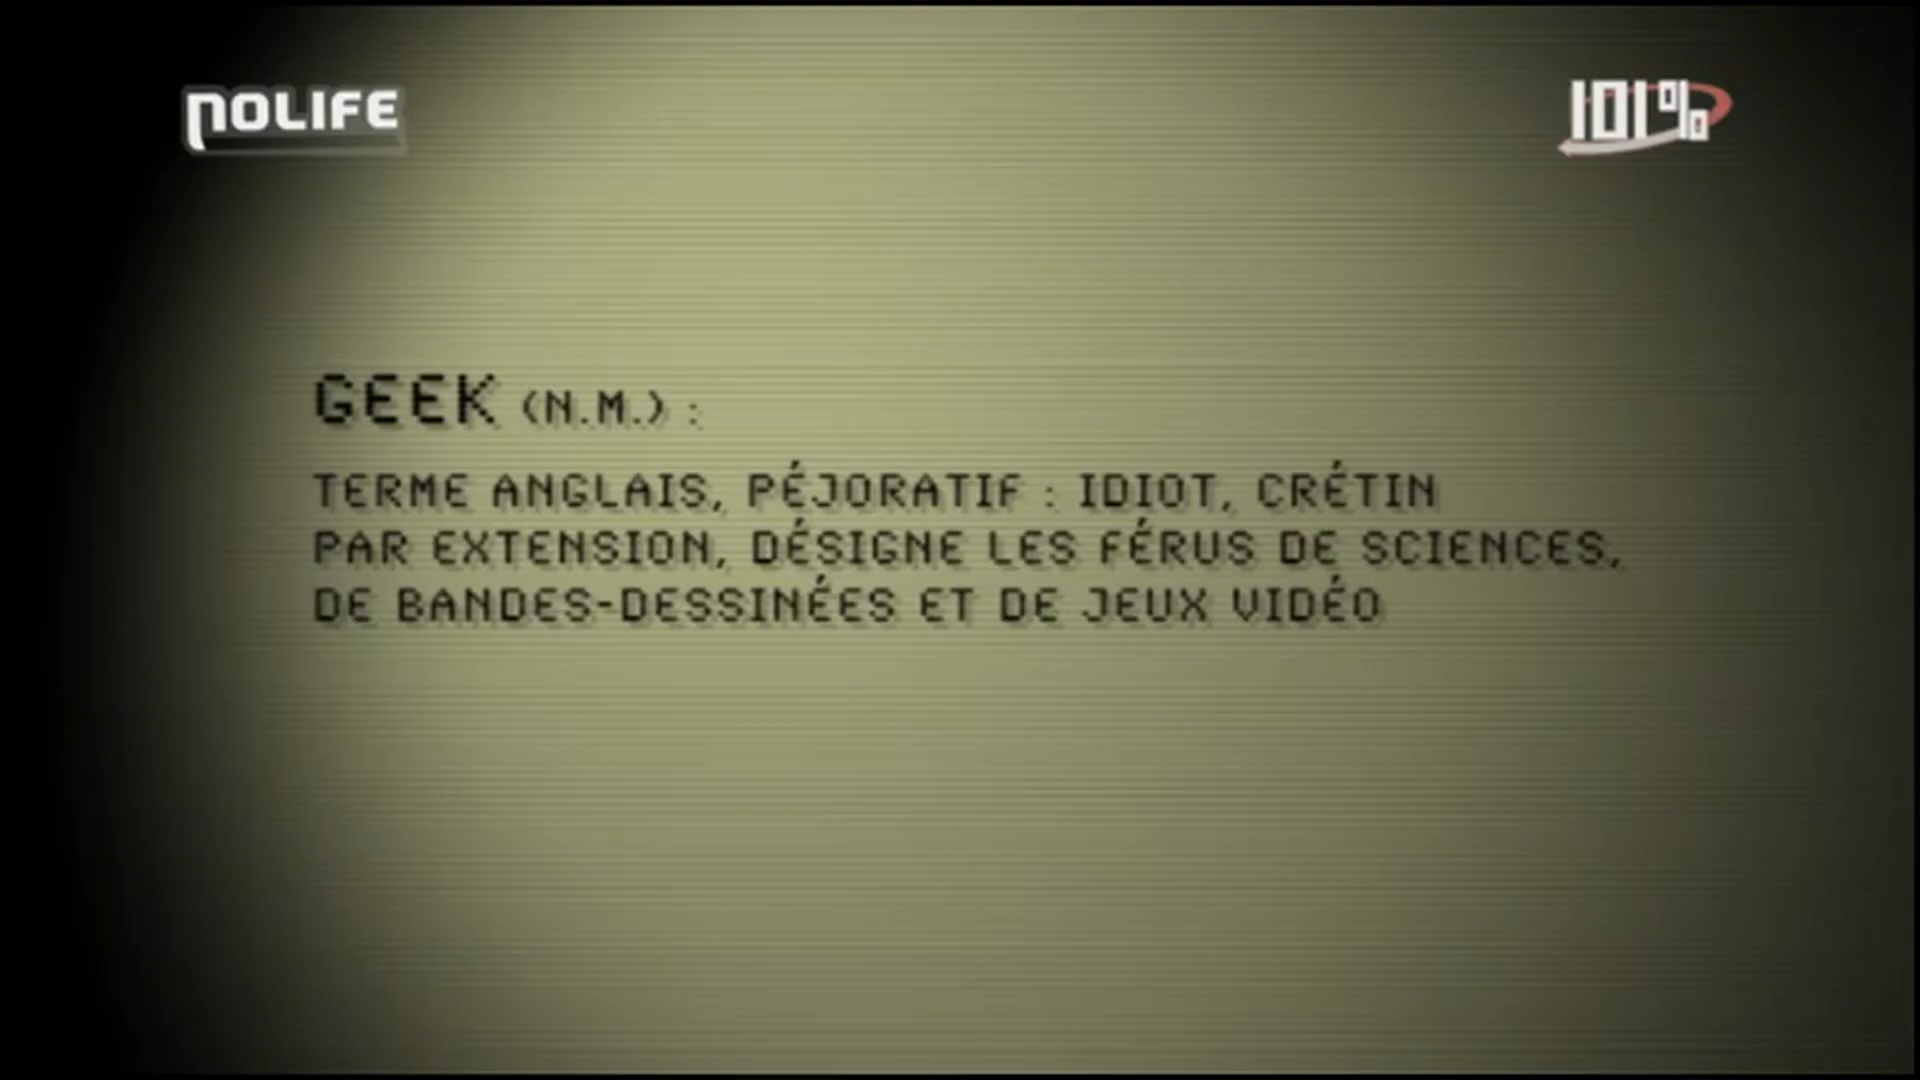 NOLIFE
101%
GEEK (N.M.) :
TERME ANGLAIS, PÉJORATIF : IDIOT, CRÉTIN
PAR EXTENSION, DÉSIGNE LES FÉRUS DE SCIENCES,
DE BANDES-DESSINÉES ET DE JEUX VIDÉO